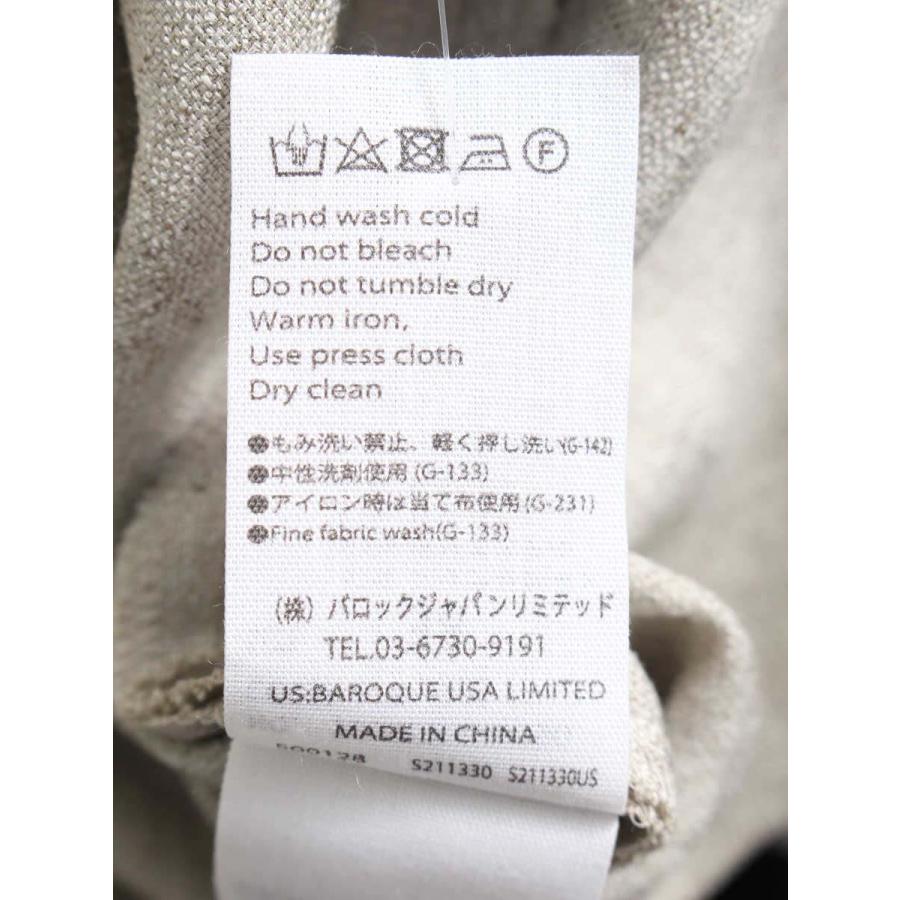 F
Hand wash cold
Do not bleach
Do not tumble dry
Warm iron,
Use press cloth
Dry clean
●もみ洗い禁止、軽く押し洗い(G-142)
●中性洗剤使用(G-133)
●アイロン時は当て布使用(G-231)
●Fine fabric wash(G-133)
(株) バロックジャパンリミテッド
TEL.03-6730-9191
US:BAROQUE USA LIMITED
MADE IN CHINA
S211330 S211330US